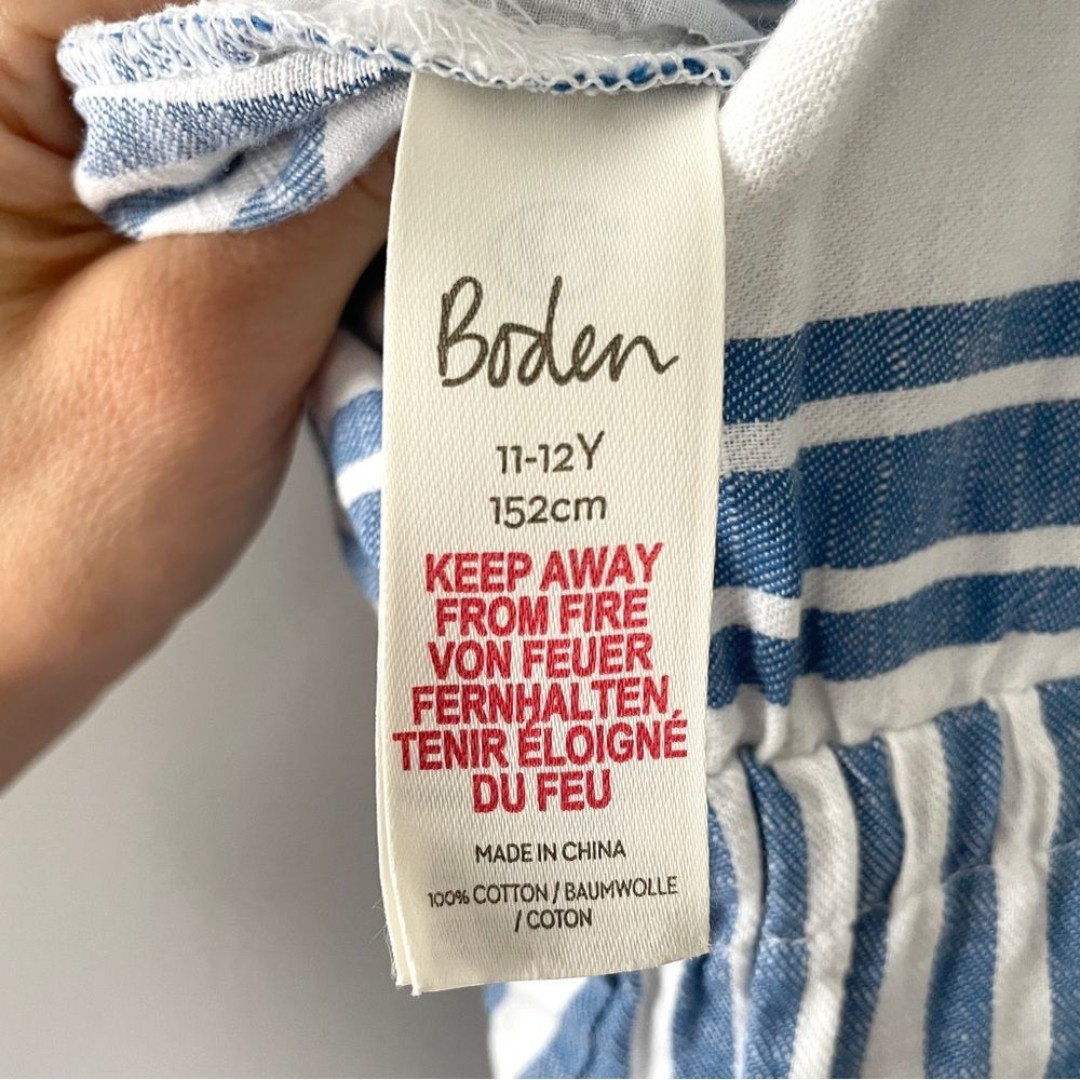 Boden
11-12Y
152cm
KEEP AWAY
FROM FIRE
VON FEUER
FERNHALTEN
TENIR ÉLOIGNÉ
DU FEU
MADE IN CHINA
100% COTTON / BAUMWOLLE
/ COTON